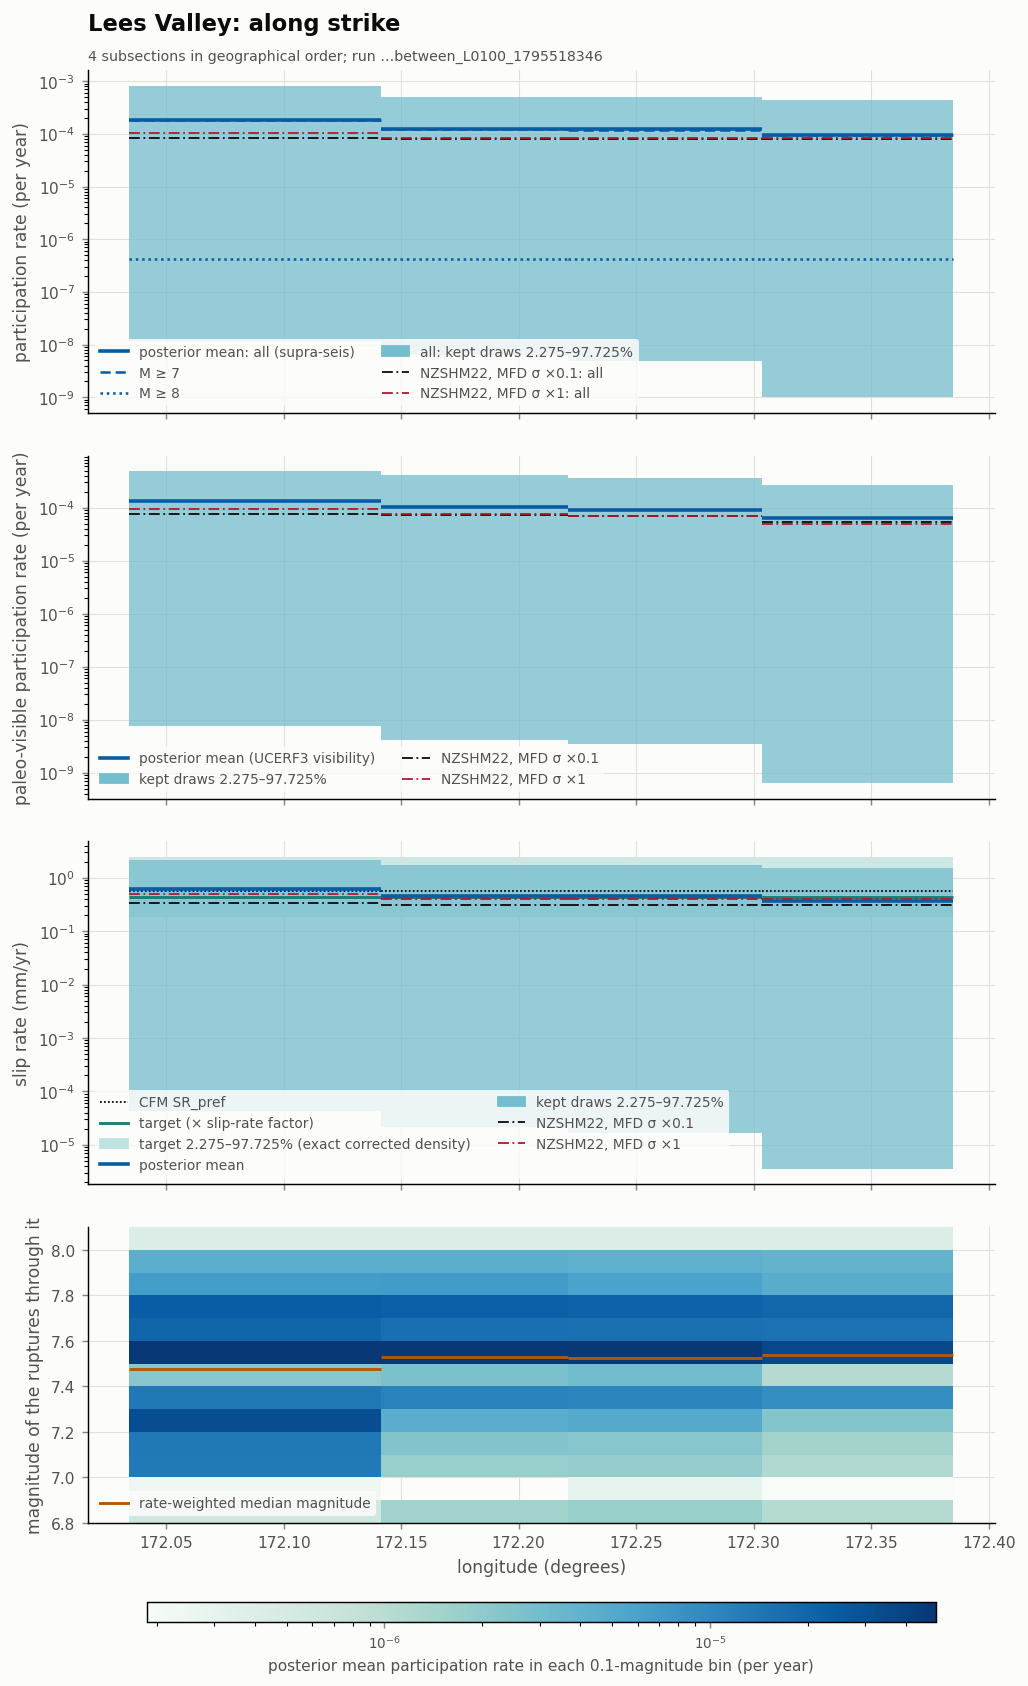 Lees Valley: along strike
4 subsections in geographical order; run ...between_L0100_1795518346
participation rate (per year)
10⁻³
10⁻⁴
10⁻⁵
10⁻⁶
10⁻⁷
10⁻⁸
10⁻⁹
posterior mean: all (supra-seis)
M ≥ 7
M ≥ 8
all: kept draws 2.275–97.725%
NZSHM22, MFD σ ×0.1: all
NZSHM22, MFD σ ×1: all
paleo-visible participation rate (per year)
10⁻⁴
10⁻⁵
10⁻⁶
10⁻⁷
10⁻⁸
10⁻⁹
posterior mean (UCERF3 visibility)
kept draws 2.275–97.725%
NZSHM22, MFD σ ×0.1
NZSHM22, MFD σ ×1
slip rate (mm/yr)
10⁰
10⁻¹
10⁻²
10⁻³
10⁻⁴
10⁻⁵
CFM SR_pref
target (× slip-rate factor)
target 2.275–97.725% (exact corrected density)
posterior mean
kept draws 2.275–97.725%
NZSHM22, MFD σ ×0.1
NZSHM22, MFD σ ×1
magnitude of the ruptures through it
8.0
7.8
7.6
7.4
7.2
7.0
6.8
rate-weighted median magnitude
172.05 172.10 172.15 172.20 172.25 172.30 172.35 172.40
longitude (degrees)
10⁻⁶ 10⁻⁵
posterior mean participation rate in each 0.1-magnitude bin (per year)